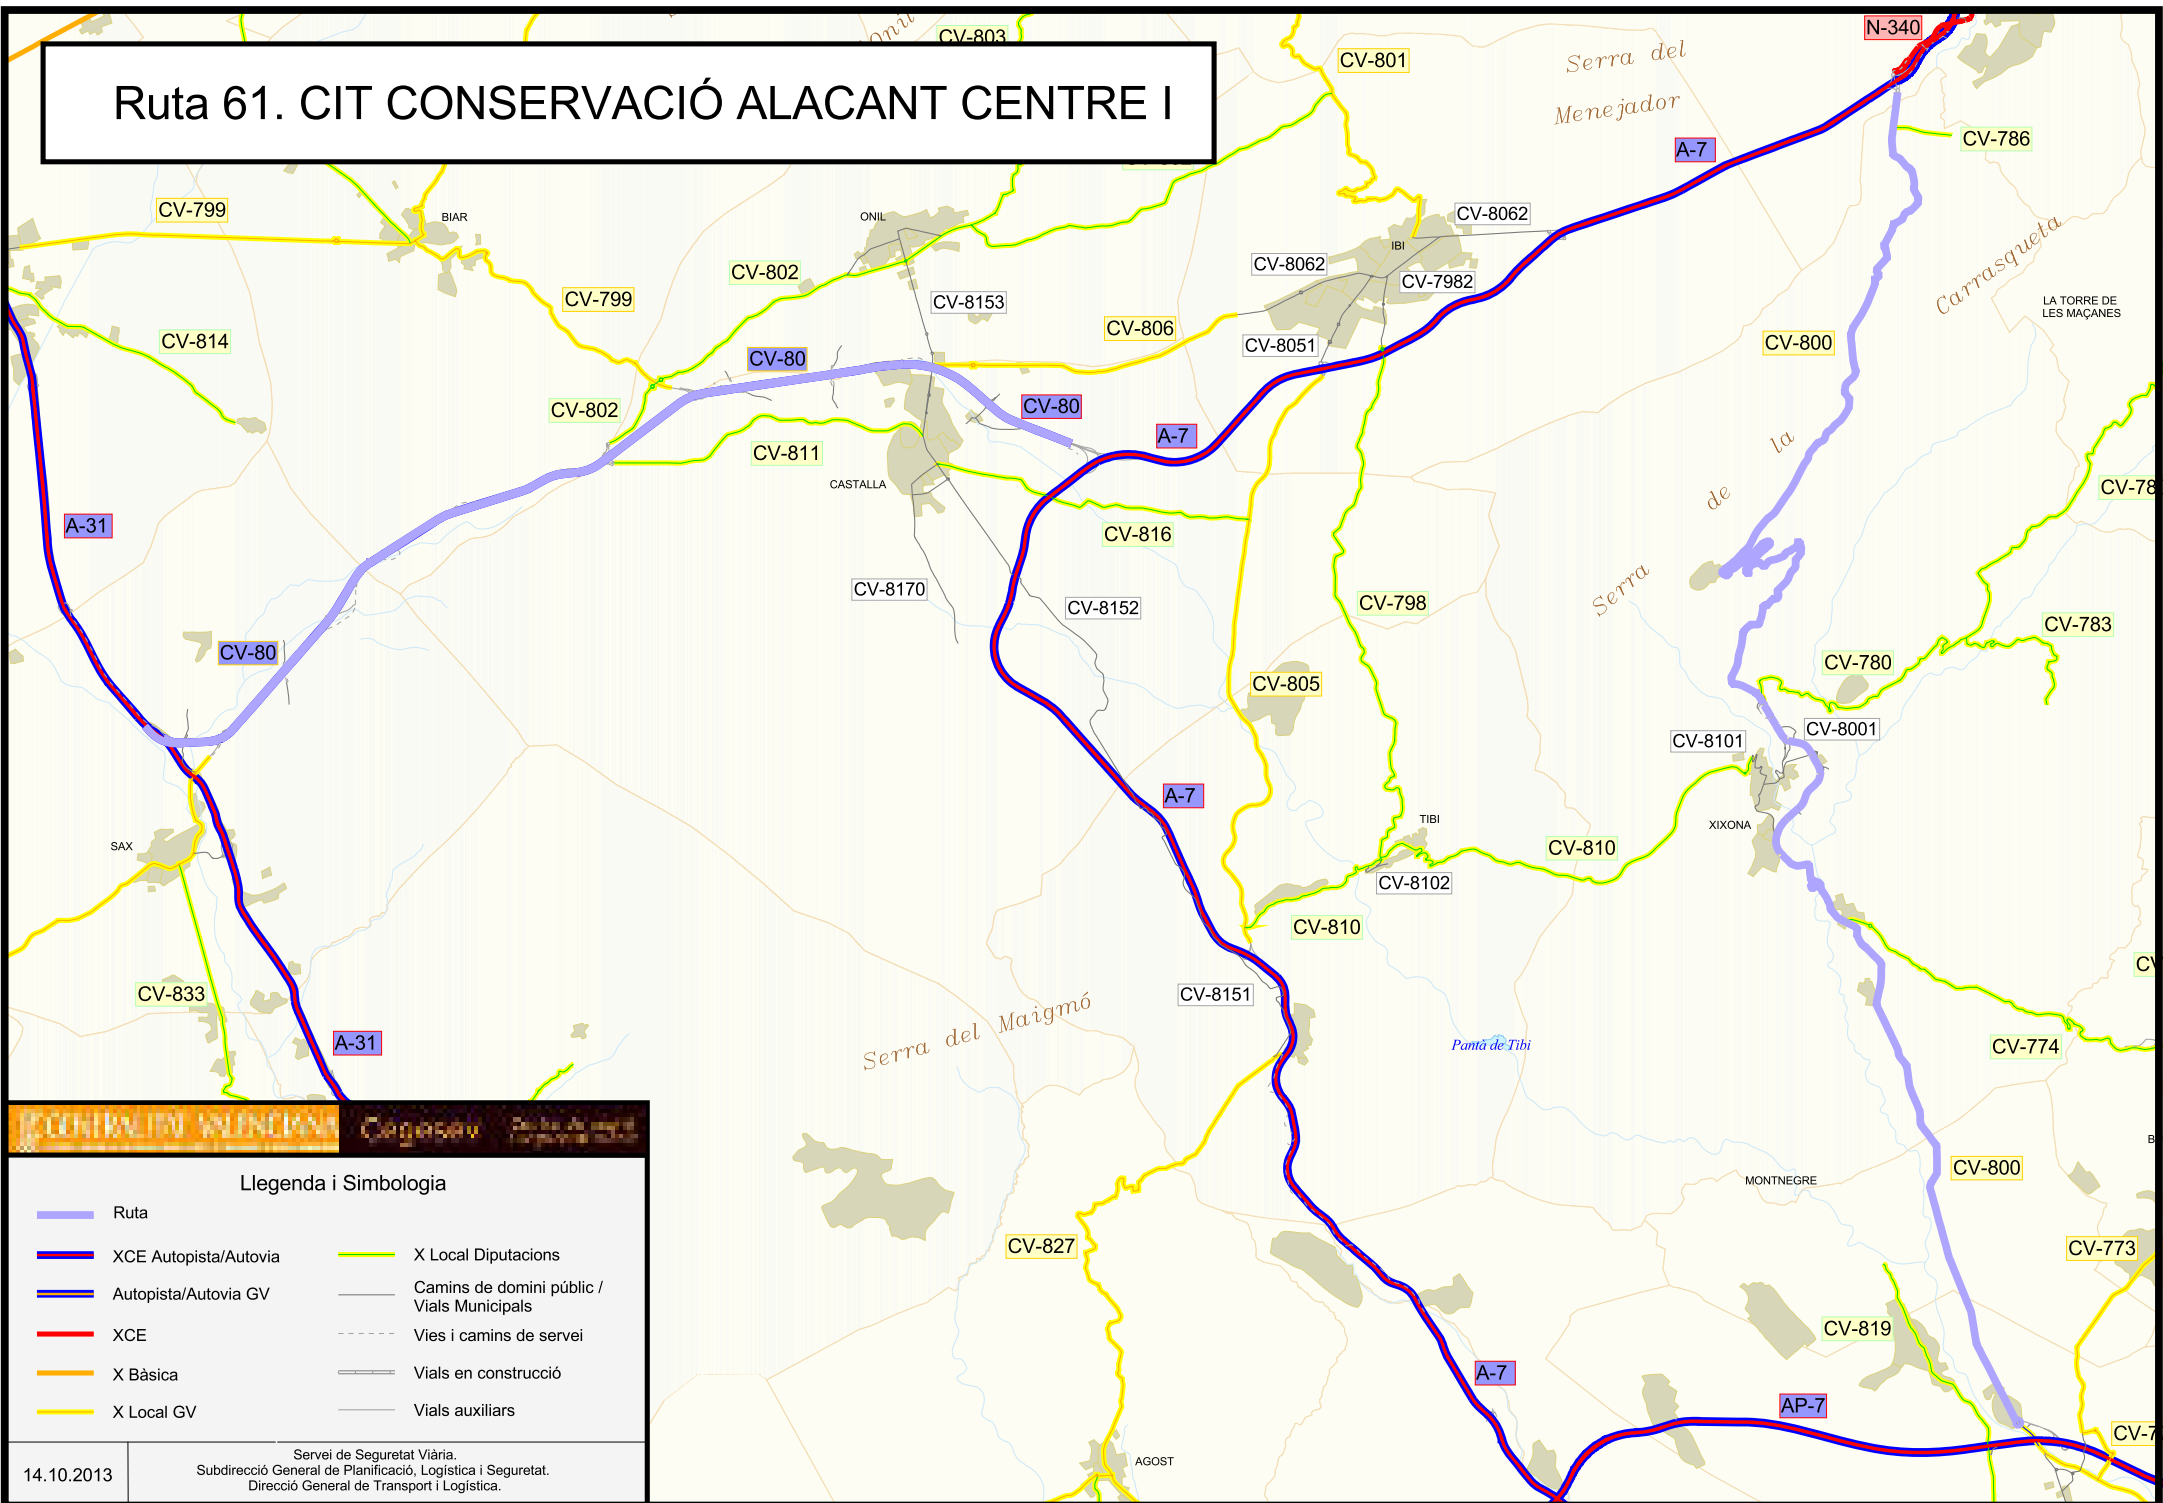 Ruta 61. CIT CONSERVACIÓ ALACANT CENTRE I
Onil
CV-803
CV-801
Serra del
Menejador
N-340
A-7
CV-786
CV-799
BIAR
ONIL
CV-8062
IBI
CV-802
CV-8062
CV-7982
Carrasqueta
CV-799
CV-8153
LA TORRE DE
LES MAÇANES
CV-814
CV-806
CV-8051
CV-800
CV-80
CV-802
CV-80
A-7
la
CV-811
CASTALLA
de
CV-78
A-31
CV-816
CV-8170
CV-8152
CV-798
Serra
CV-783
CV-80
CV-780
CV-805
CV-8001
CV-8101
A-7
TIBI
XIXONA
SAX
CV-810
CV-8102
CV-810
CV-833
CV-8151
Serra del Maigmó
A-31
Pantà de Tibi
CV-774
CV-800
MONTNEGRE
CV-827
CV-773
CV-819
A-7
AP-7
CV-7
AGOST
GENERALITAT VALENCIANA
Cegesev
Llegenda i Simbologia
Ruta
XCE Autopista/Autovia
Autopista/Autovia GV
XCE
X Bàsica
X Local GV
X Local Diputacions
Camins de domini públic /
Vials Municipals
Vies i camins de servei
Vials en construcció
Vials auxiliars
14.10.2013
Servei de Seguretat Viària.
Subdirecció General de Planificació, Logística i Seguretat.
Direcció General de Transport i Logística.